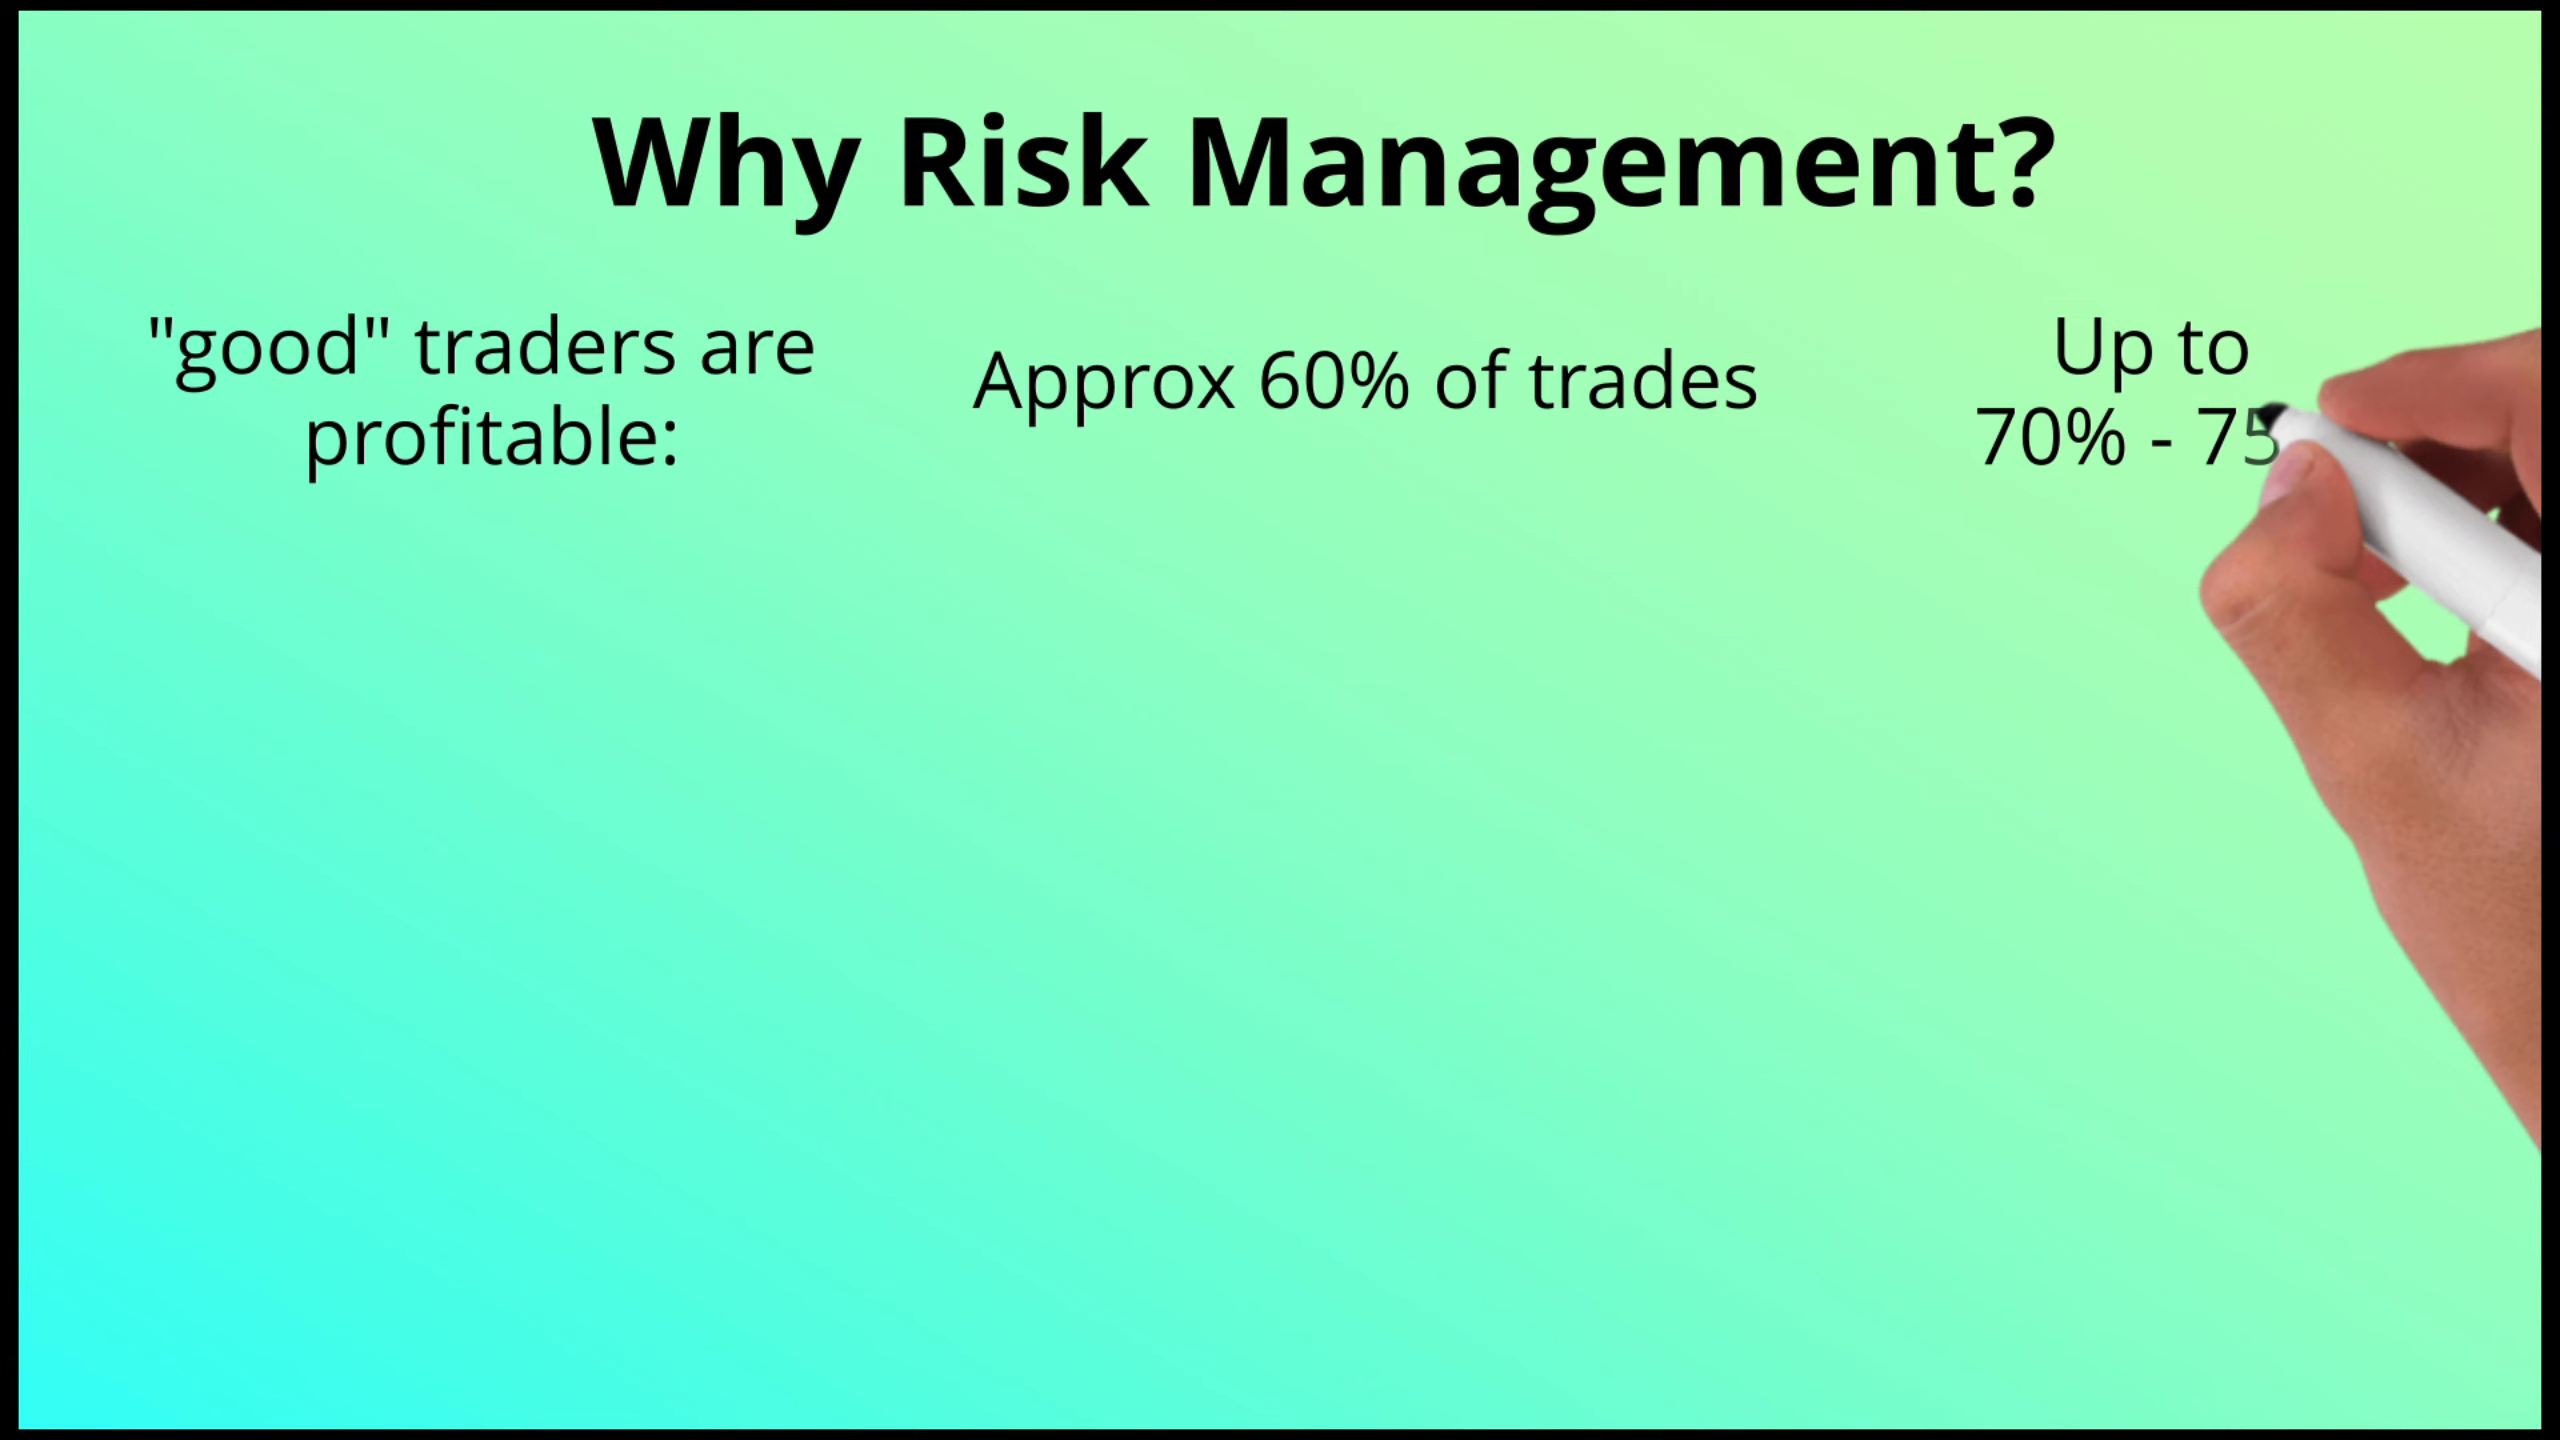 Why Risk Management?
"good" traders are
profitable:
Approx 60% of trades
Up to
70% - 75